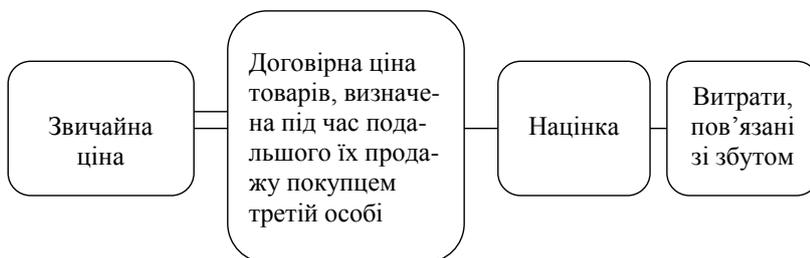 Звичайна
ціна
Договірна ціна
товарів, визначе-
на під час пода-
льшого їх прода-
жу покупцем
третій особі
Націнка
Витрати,
пов’язані
зі збутом